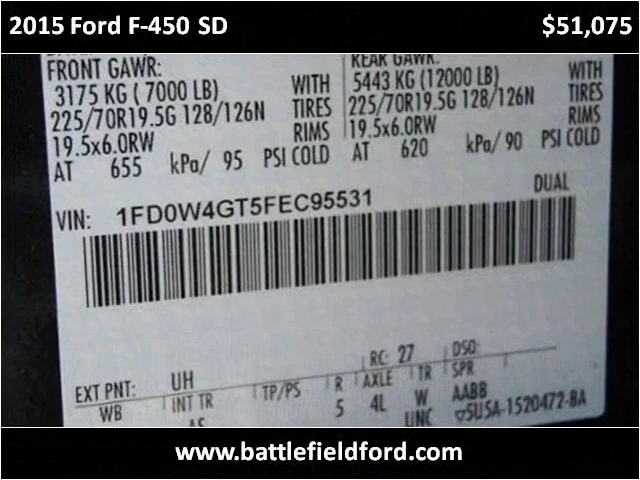 2015 Ford F-450 SD
$51,075
FRONT GAWR:
3175 KG ( 7000 LB) WITH
225/70R19.5G 128/126N TIRES
19.5x6.0RW RIMS
AT 655 kPa/ 95 PSI COLD
REAR GAWR:
5443 KG (12000 LB) WITH
225/70R19.5G 128/126N TIRES
19.5x6.0RW RIMS
AT 620 kPa/ 90 PSI COLD
DUAL
VIN: 1FD0W4GT5FEC95531
RC: 27 DSO:
EXT PNT: UH
WB INT TR TP/PS R AXLE TR SPR
5 4L W AABB
UNC 5U5A-1520472-BA
www.battlefieldford.com